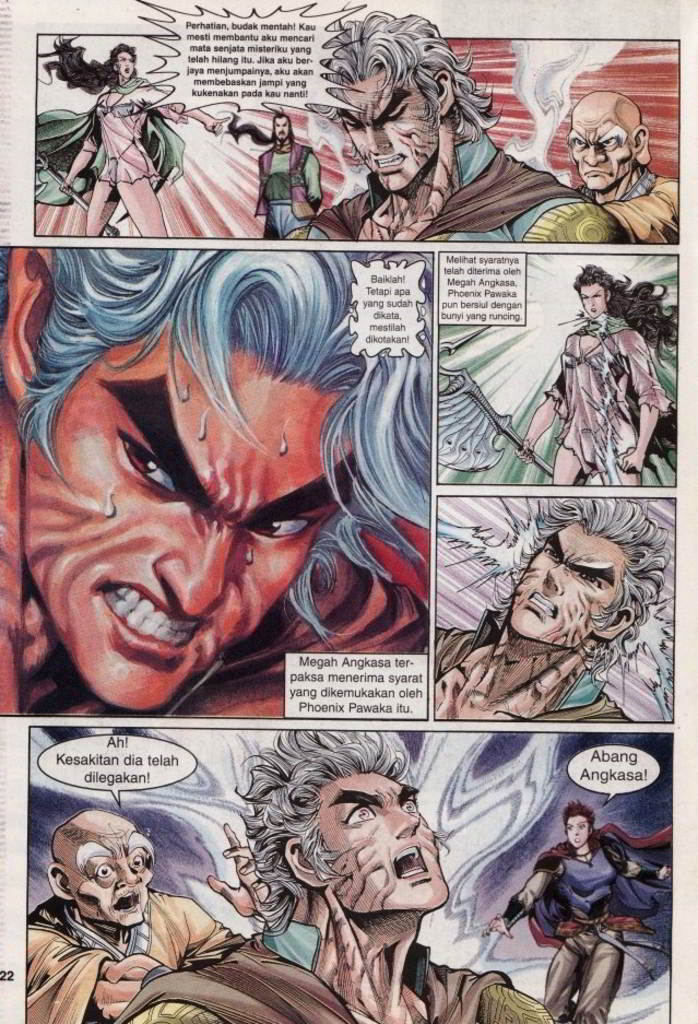 Perhatian, budak mentah! Kau
mesti membantu aku mencari
mata senjata misteriku yang
telah hilang itu. Jika aku ber-
jaya menjumpainya, aku akan
membebaskan jampi yang
kukenakan pada kau nanti!
Baiklah!
Tetapi apa
yang sudah
dikata,
mestilah
dikotakan!
Melihat syaratnya
telah diterima oleh
Megah Angkasa,
Phoenix Pawaka
pun bersiul dengan
bunyi yang runcing.
Megah Angkasa ter-
paksa menerima syarat
yang dikemukakan oleh
Phoenix Pawaka itu.
Ah!
Kesakitan dia telah
dilegakan!
Abang
Angkasa!
22